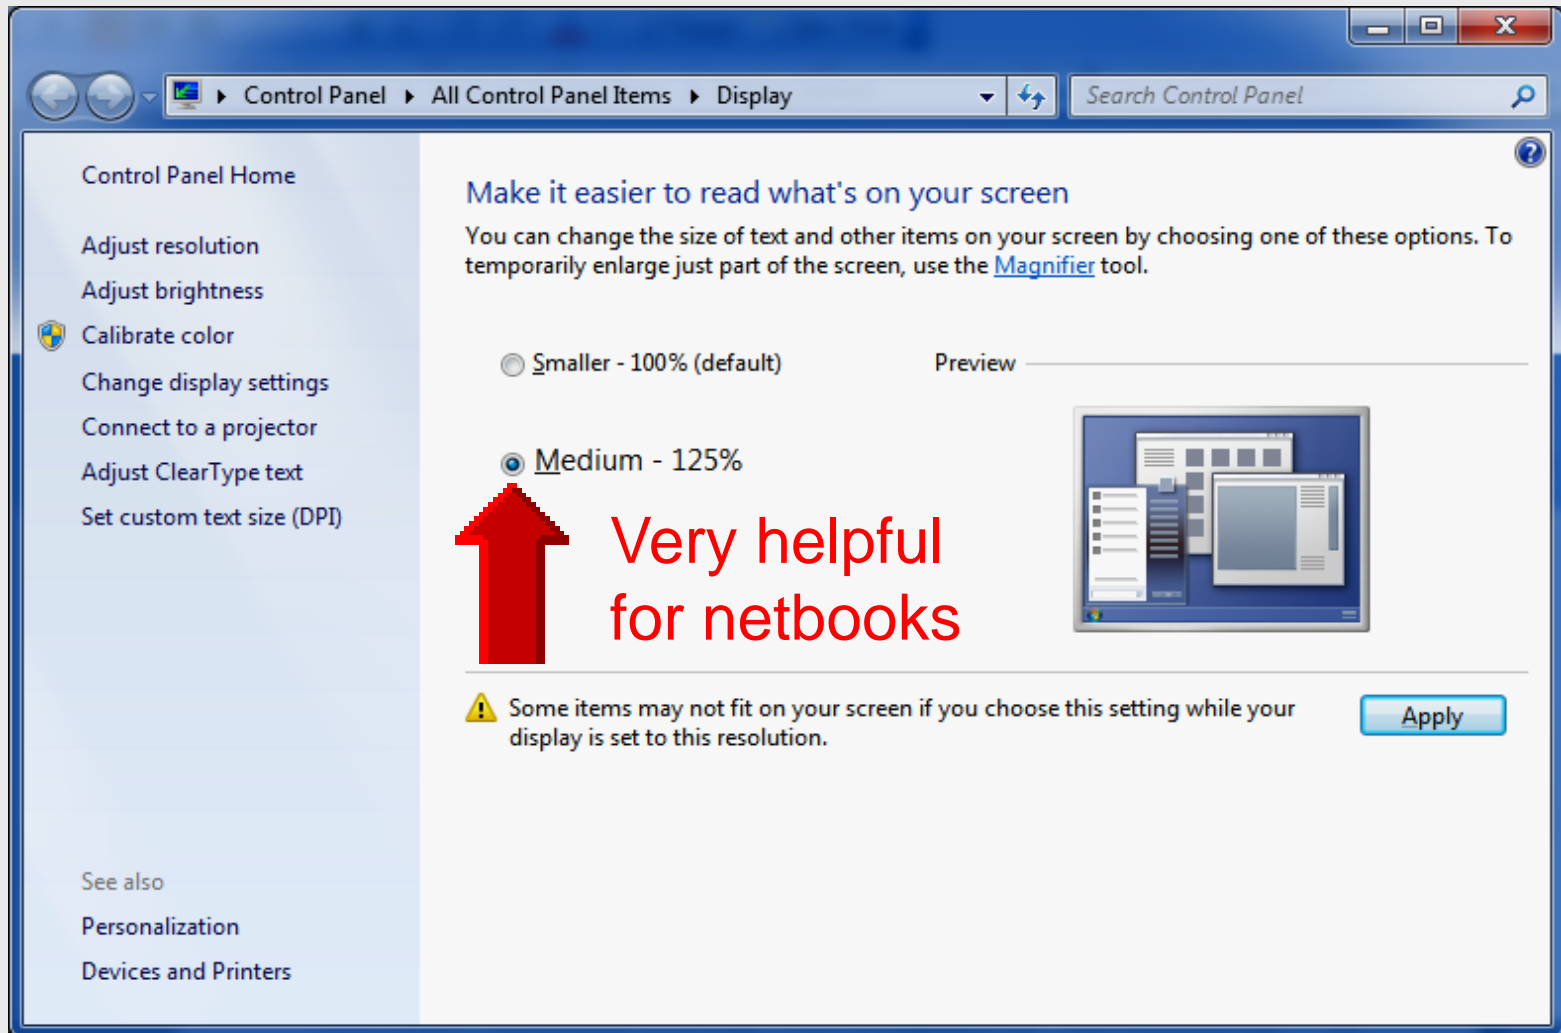 Control Panel ▸ All Control Panel Items ▸ Display
Search Control Panel
Control Panel Home
Adjust resolution
Adjust brightness
Calibrate color
Change display settings
Connect to a projector
Adjust ClearType text
Set custom text size (DPI)
See also
Personalization
Devices and Printers
Make it easier to read what's on your screen
You can change the size of text and other items on your screen by choosing one of these options. To
temporarily enlarge just part of the screen, use the Magnifier tool.
Smaller - 100% (default)
Preview
Medium - 125%
Very helpful
for netbooks
Some items may not fit on your screen if you choose this setting while your
display is set to this resolution.
Apply